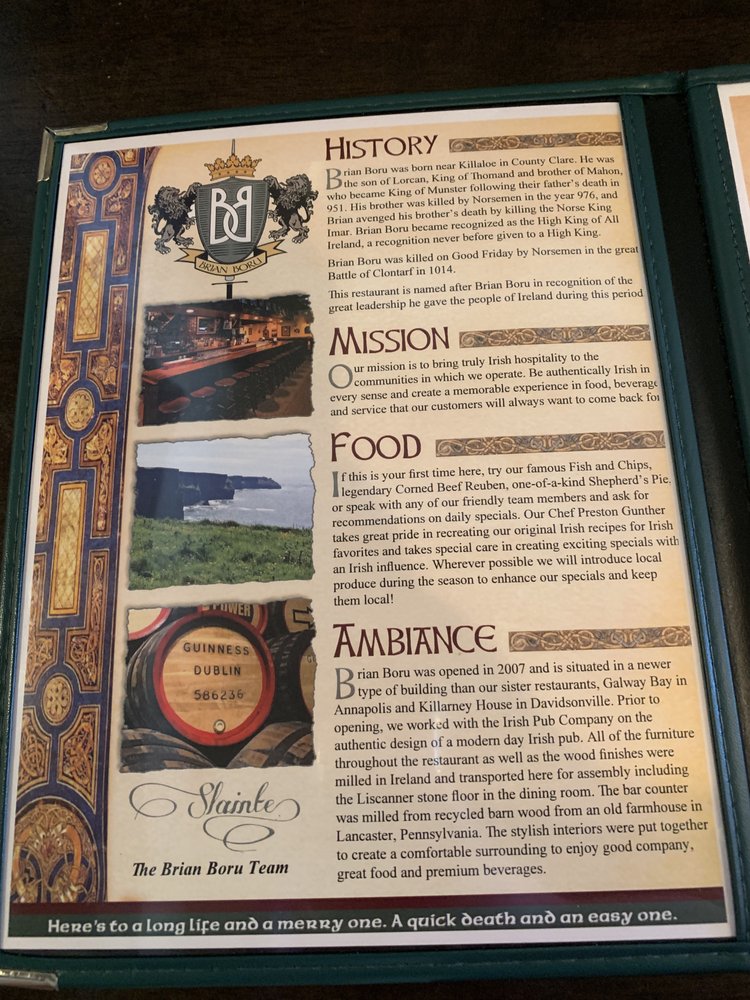 BB
BRIAN BORU
HISTORY
Brian Boru was born near Killaloe in County Clare. He was
the son of Lorcan, King of Thomand and brother of Mahon,
who became King of Munster following their father's death in
951. His brother was killed by Norsemen in the year 976, and
Brian avenged his brother's death by killing the Norse King
Imar. Brian Boru became recognized as the High King of All
Ireland, a recognition never before given to a High King.
Brian Boru was killed on Good Friday by Norsemen in the great
Battle of Clontarf in 1014.
This restaurant is named after Brian Boru in recognition of the
great leadership he gave the people of Ireland during this period
MISSION
Our mission is to bring truly Irish hospitality to the
communities in which we operate. Be authentically Irish in
every sense and create a memorable experience in food, beverage
and service that our customers will always want to come back for
FOOD
If this is your first time here, try our famous Fish and Chips,
legendary Corned Beef Reuben, one-of-a-kind Shepherd's Pie,
or speak with any of our friendly team members and ask for
recommendations on daily specials. Our Chef Preston Gunther
takes great pride in recreating our original Irish recipes for Irish
favorites and takes special care in creating exciting specials with
an Irish influence. Wherever possible we will introduce local
produce during the season to enhance our specials and keep
them local!
AMBIANCE
Brian Boru was opened in 2007 and is situated in a newer
type of building than our sister restaurants, Galway Bay in
Annapolis and Killarney House in Davidsonville. Prior to
opening, we worked with the Irish Pub Company on the
authentic design of a modern day Irish pub. All of the furniture
throughout the restaurant as well as the wood finishes were
milled in Ireland and transported here for assembly including
the Liscanner stone floor in the dining room. The bar counter
was milled from recycled barn wood from an old farmhouse in
Lancaster, Pennsylvania. The stylish interiors were put together
to create a comfortable surrounding to enjoy good company,
great food and premium beverages.
POWER
GUINNESS
DUBLIN
586236
Slainte
The Brian Boru Team
Here's to a long life and a merry one. A quick death and an easy one.